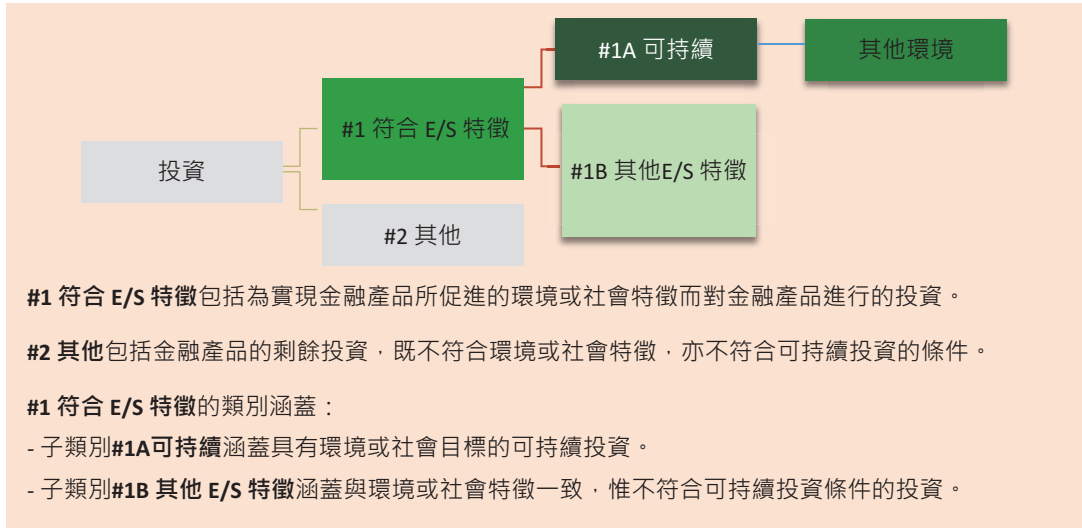 #1A 可持續
其他環境
#1 符合 E/S 特徵
投資
#1B 其他E/S 特徵
#2 其他
#1 符合 E/S 特徵包括為實現金融產品所促進的環境或社會特徵而對金融產品進行的投資。
#2 其他包括金融產品的剩餘投資，既不符合環境或社會特徵，亦不符合可持續投資的條件。
#1 符合 E/S 特徵的類別涵蓋：
- 子類別#1A可持續涵蓋具有環境或社會目標的可持續投資。
- 子類別#1B 其他 E/S 特徵涵蓋與環境或社會特徵一致，惟不符合可持續投資條件的投資。